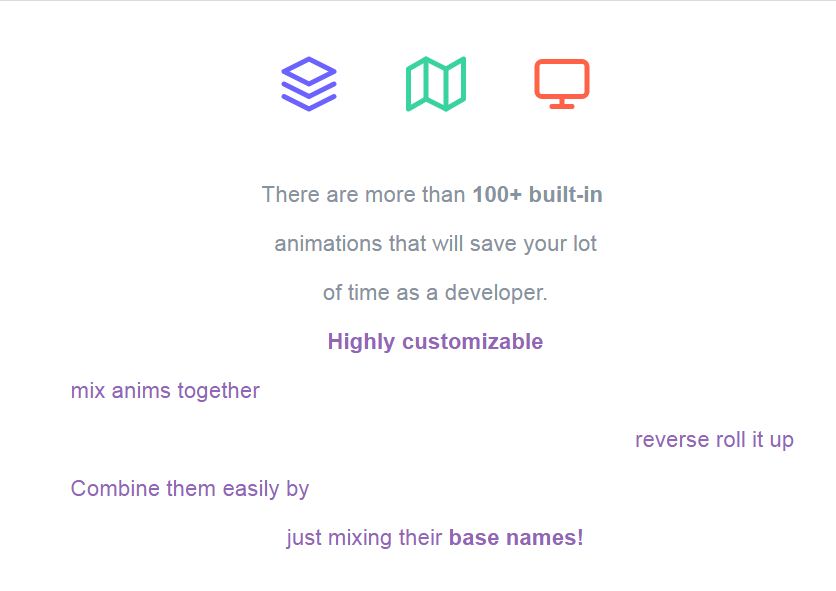 There are more than 100+ built-in
animations that will save your lot
of time as a developer.
Highly customizable
mix anims together
reverse roll it up
Combine them easily by
just mixing their base names!